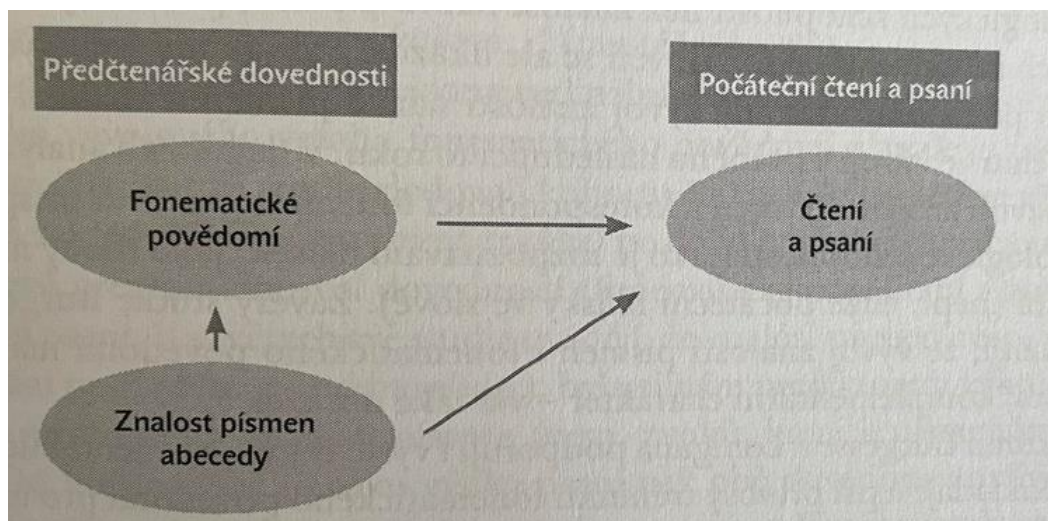 Předčtenářské dovednosti
Počáteční čtení a psaní
Fonematické
povědomí
Čtení
a psaní
Znalost písmen
abecedy